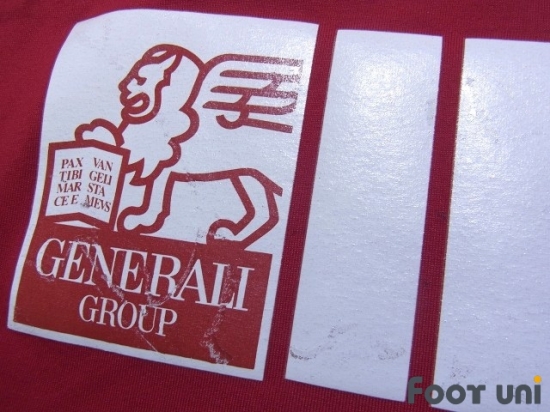 PAX VAN
TIBI GELI
MAR STA
CE E MEVS
GENERALI
GROUP
FOOT UNI